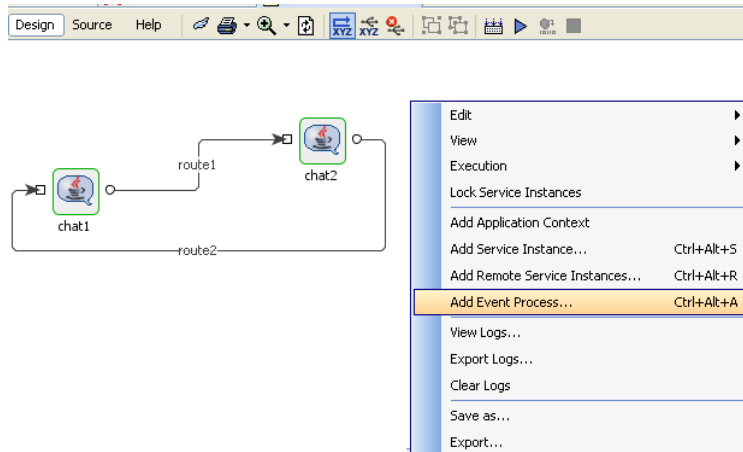 Design Source Help XYZ XYZ
route1
chat2
chat1
route2
Edit
View
Execution
Lock Service Instances
Add Application Context
Add Service Instance... Ctrl+Alt+S
Add Remote Service Instances... Ctrl+Alt+R
Add Event Process... Ctrl+Alt+A
View Logs...
Export Logs...
Clear Logs
Save as...
Export...